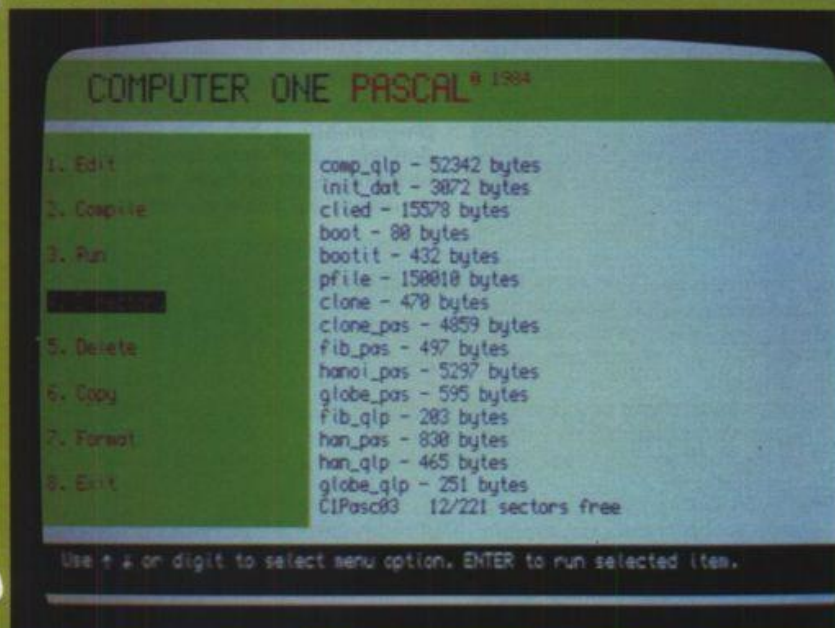 COMPUTER ONE PASCAL© 1984
1. Edit
2. Compile
3. Run
5. Delete
6. Copy
7. Format
8. Exit
comp_qlp - 52342 bytes
init_dat - 3072 bytes
clied - 15578 bytes
boot - 80 bytes
bootit - 432 bytes
pfile - 150010 bytes
clone - 470 bytes
clone_pas - 4859 bytes
fib_pas - 497 bytes
hanoi_pas - 5297 bytes
globe_pas - 595 bytes
fib_qlp - 203 bytes
han_pas - 830 bytes
han_qlp - 465 bytes
globe_qlp - 251 bytes
C1Pasc03 12/221 sectors free
Use ↑ ↓ or digit to select menu option. ENTER to run selected item.